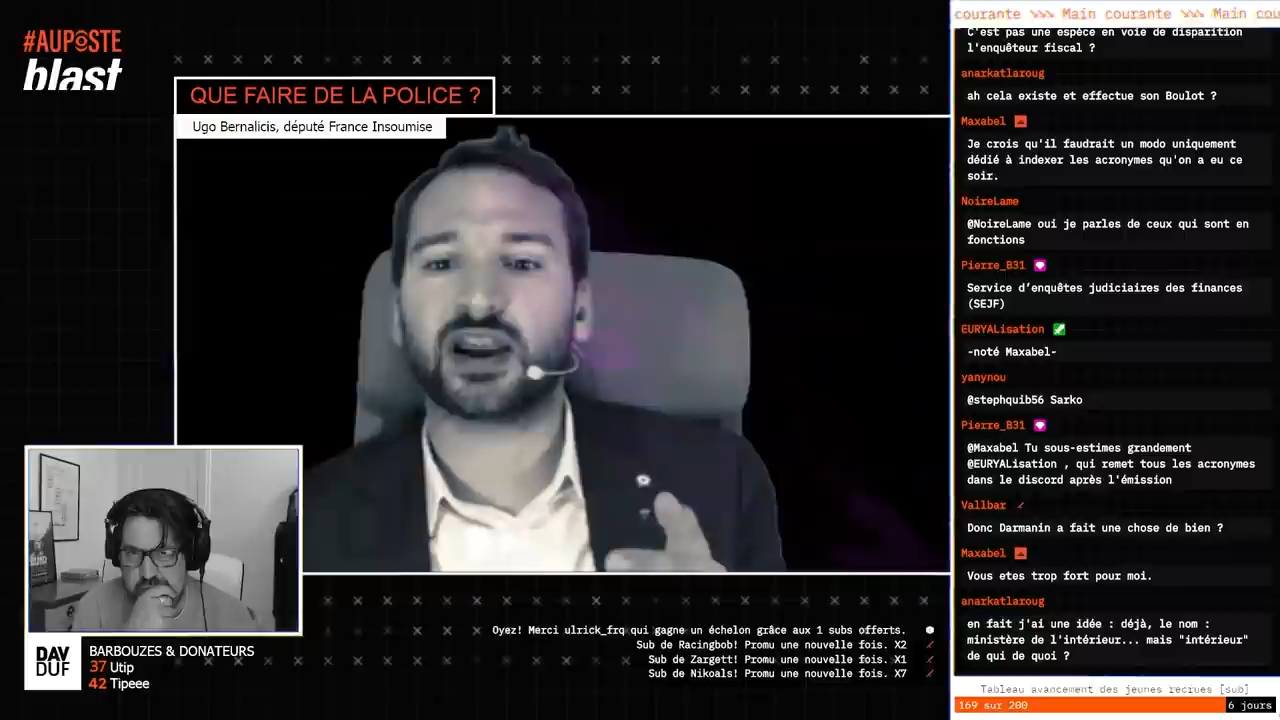 #AUPOSTE
blast
QUE FAIRE DE LA POLICE ?
Ugo Bernalicis, député France Insoumise
DAV
DUF
BARBOUZES & DONATEURS
37 Utip
42 Tipeee
Oyez! Merci ulrick_frq qui gagne un échelon grâce aux 1 subs offerts.
Sub de Racingbob! Promu une nouvelle fois. X2
Sub de Zargett! Promu une nouvelle fois. X1
Sub de Nikoals! Promu une nouvelle fois. X7
courante Main courante Main cou
C'est pas une espèce en voie de disparition
l'enquêteur fiscal ?
anarkatlaroug
ah cela existe et effectue son Boulot ?
Maxabel
Je crois qu'il faudrait un modo uniquement
dédié à indexer les acronymes qu'on a eu ce
soir.
NoireLame
@NoireLame oui je parles de ceux qui sont en
fonctions
Pierre_B31
Service d’enquêtes judiciaires des finances
(SEJF)
EURYALisation
-noté Maxabel-
yanynou
@stephquib56 Sarko
Pierre_B31
@Maxabel Tu sous-estimes grandement
@EURYALisation , qui remet tous les acronymes
dans le discord après l'émission
Vallbar
Donc Darmanin a fait une chose de bien ?
Maxabel
Vous etes trop fort pour moi.
anarkatlaroug
en fait j'ai une idée : déjà, le nom :
ministère de l'intérieur... mais "intérieur"
de qui de quoi ?
Tableau avancement des jeunes recrues [sub]
169 sur 200
6 jours